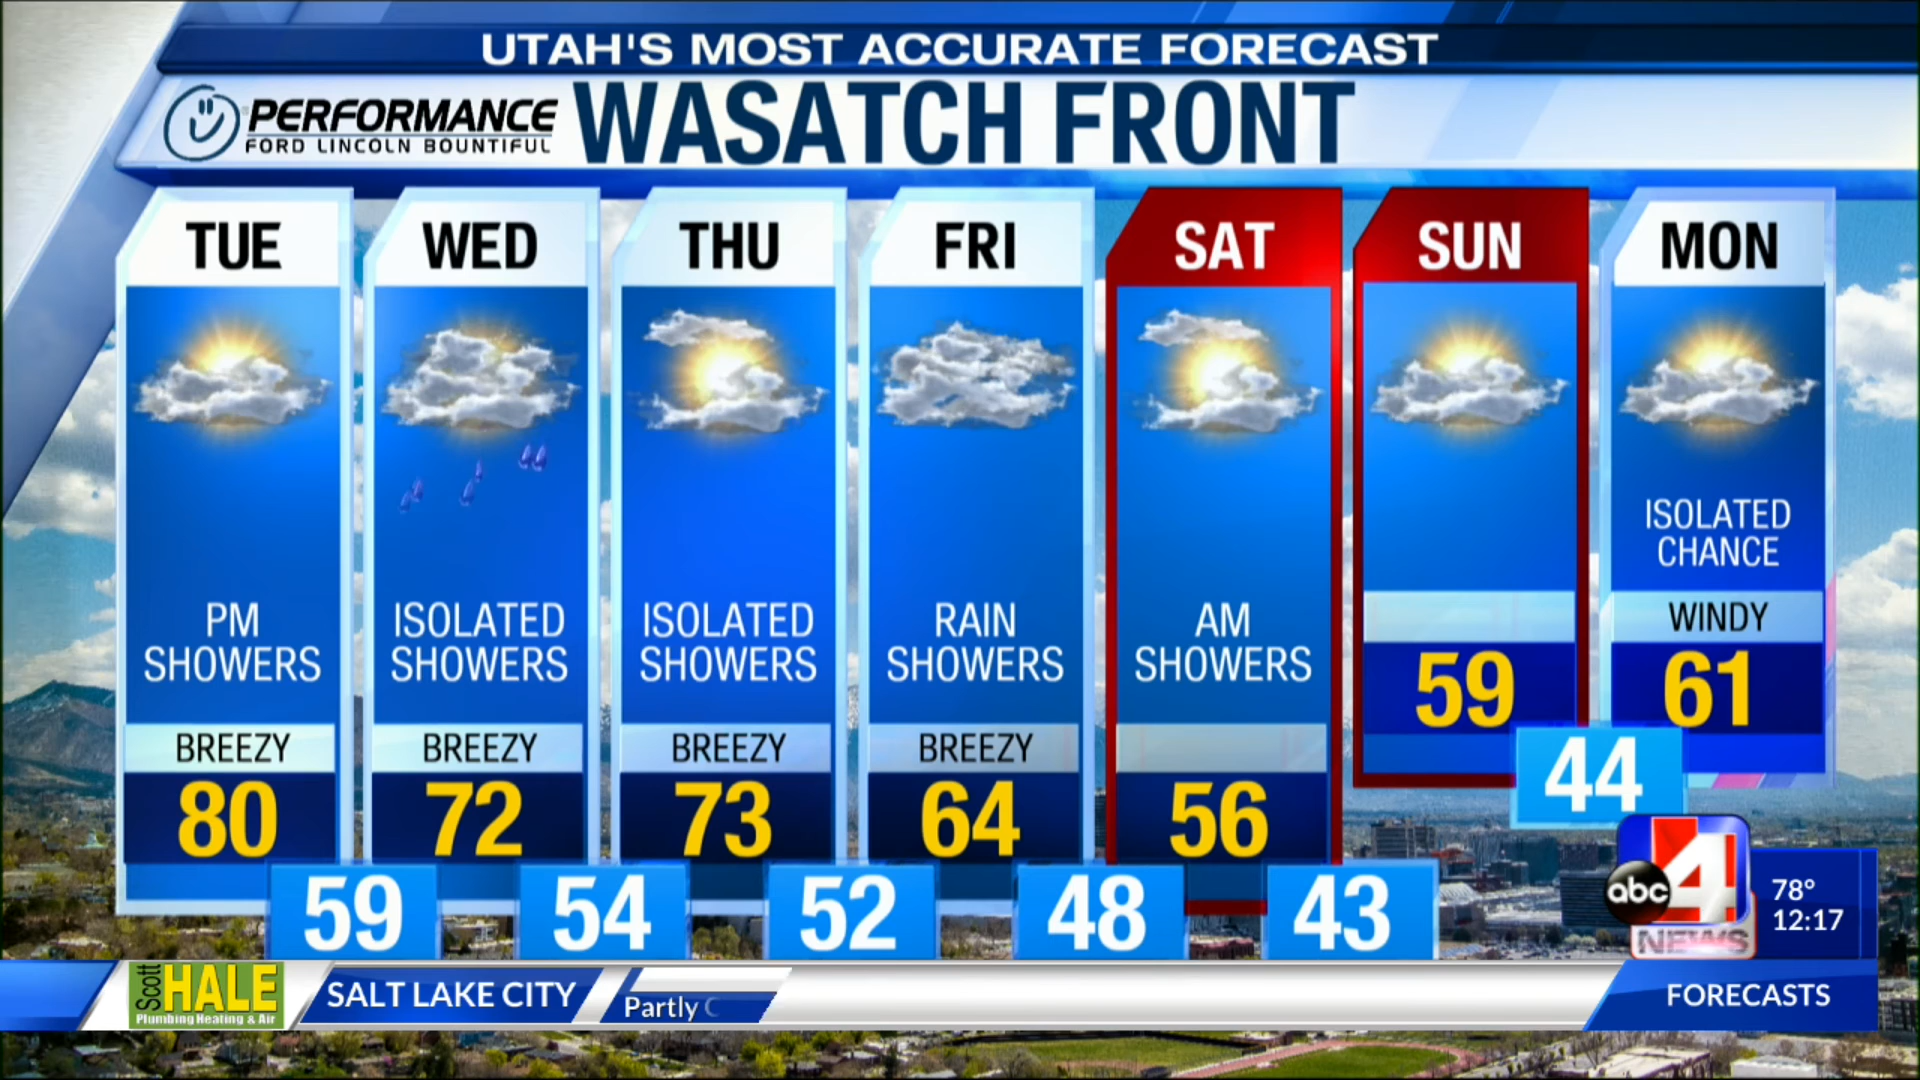 UTAH'S MOST ACCURATE FORECAST
PERFORMANCE
FORD LINCOLN BOUNTIFUL
WASATCH FRONT
TUE
PM
SHOWERS
BREEZY
80
59
WED
ISOLATED
SHOWERS
BREEZY
72
54
THU
ISOLATED
SHOWERS
BREEZY
73
52
FRI
RAIN
SHOWERS
BREEZY
64
48
SAT
AM
SHOWERS
56
43
SUN
59
44
MON
ISOLATED
CHANCE
WINDY
61
abc
4
NEWS
78°
12:17
Scott
HALE
Plumbing Heating & Air
SALT LAKE CITY
Partly C
FORECASTS